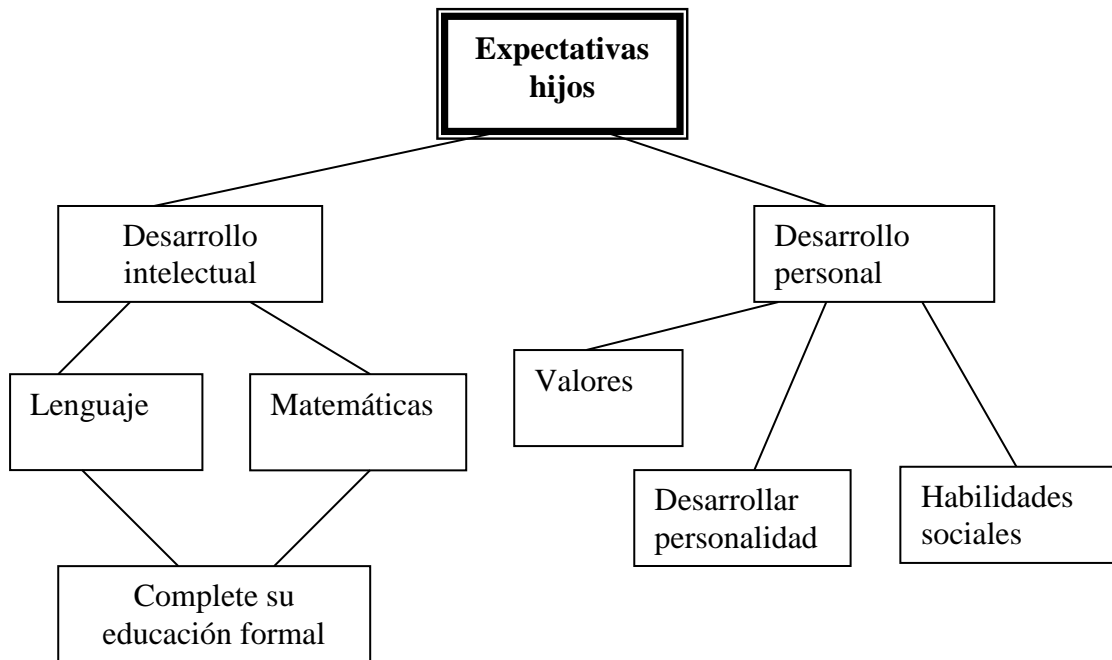 Expectativas
hijos
Desarrollo
intelectual
Desarrollo
personal
Lenguaje
Matemáticas
Valores
Desarrollar
personalidad
Habilidades
sociales
Complete su
educación formal